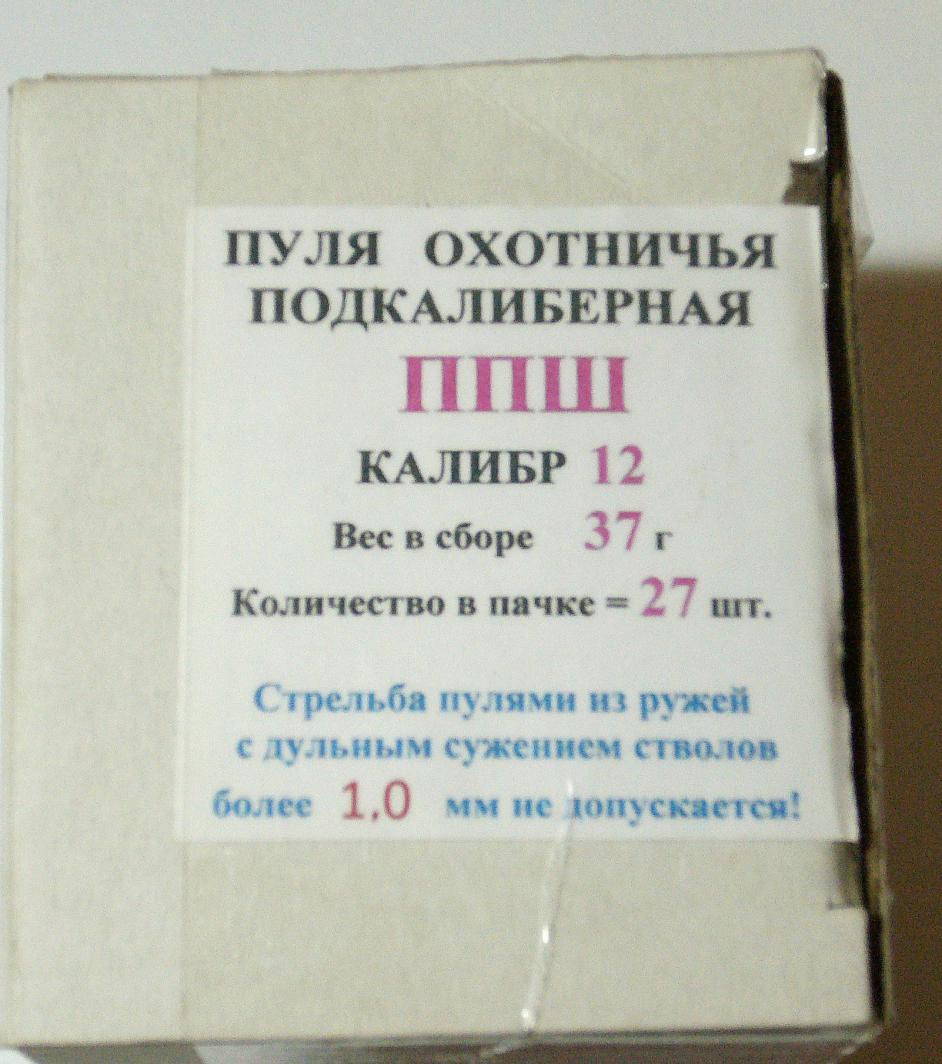 ПУЛЯ ОХОТНИЧЬЯ
ПОДКАЛИБЕРНАЯ
ППШ
КАЛИБР 12
Вес в сборе 37 г
Количество в пачке = 27 шт.
Стрельба пулями из ружей
с дульным сужением стволов
более 1,0 мм не допускается!